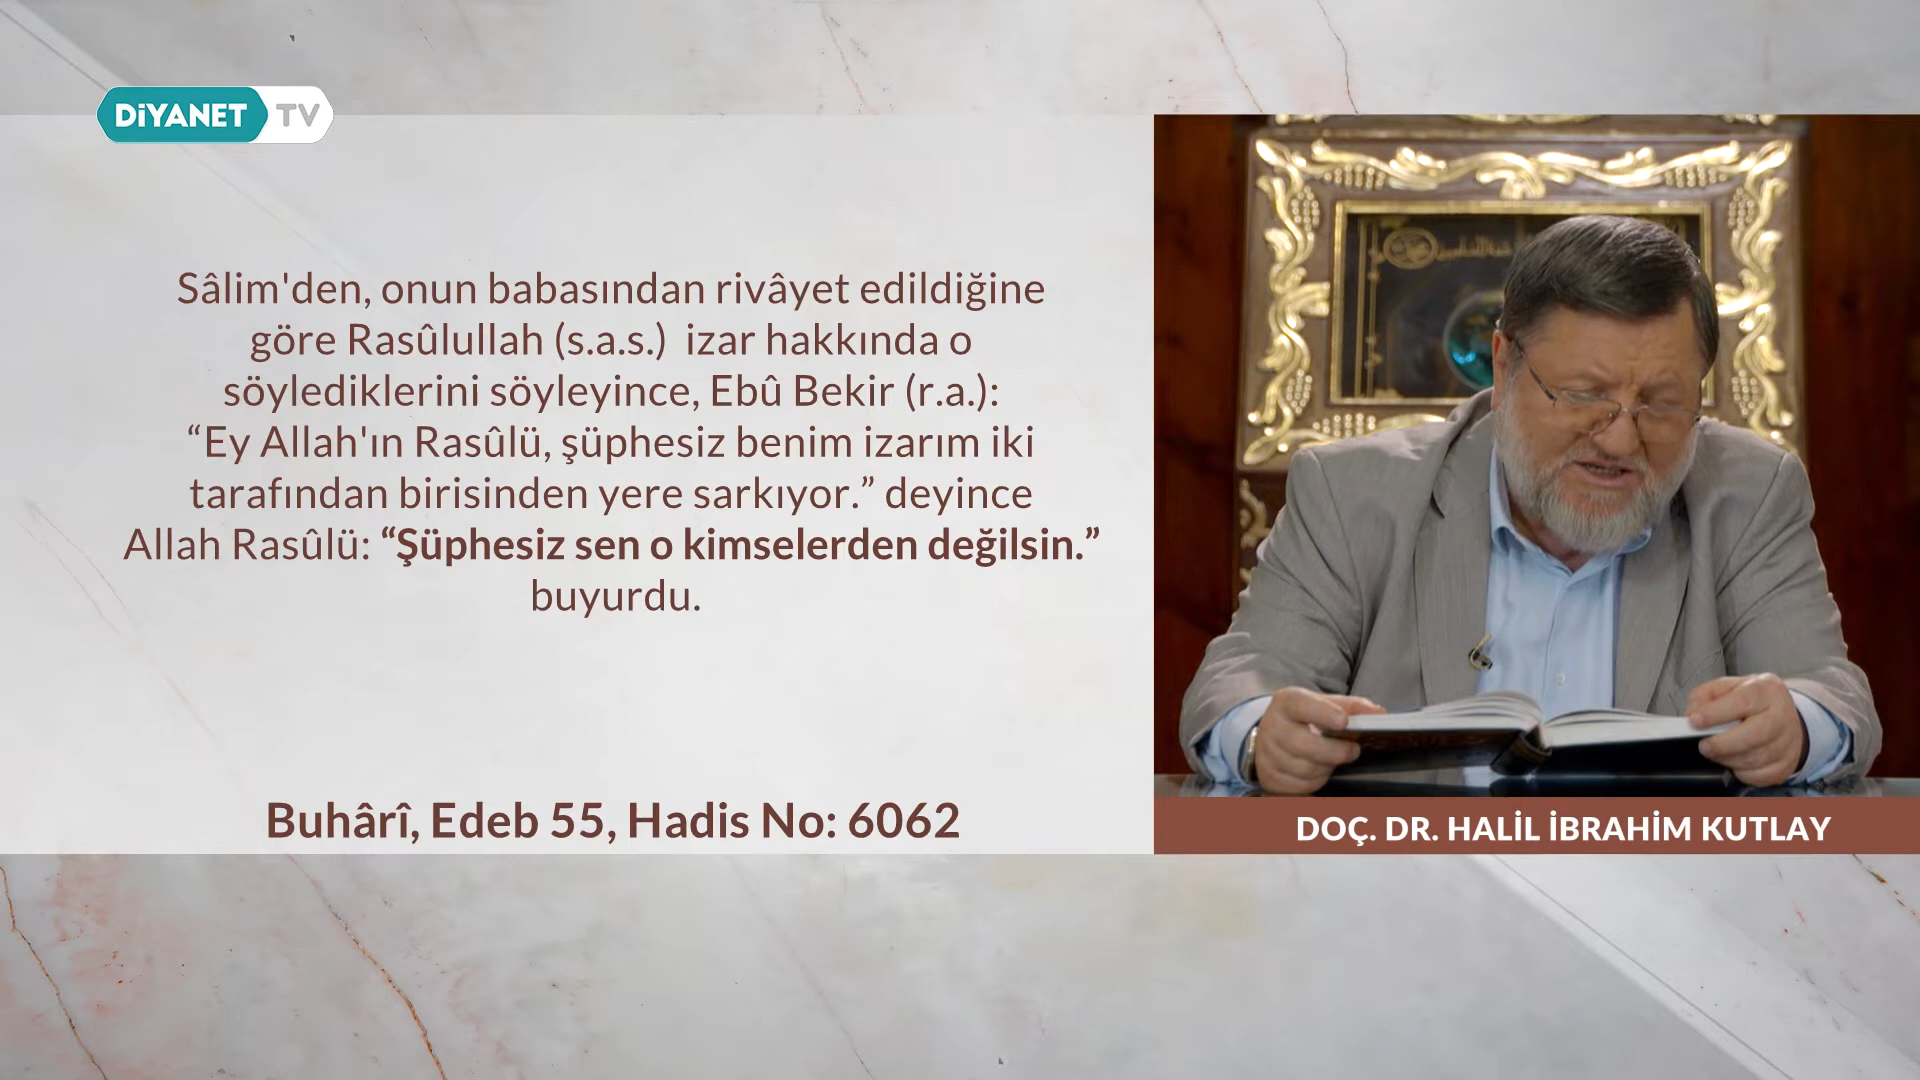 DİYANET TV
Sâlim'den, onun babasından rivâyet edildiğine
göre Rasûlullah (s.a.s.)  izar hakkında o
söylediklerini söyleyince, Ebû Bekir (r.a.):
“Ey Allah'ın Rasûlü, şüphesiz benim izarım iki
tarafından birisinden yere sarkıyor.” deyince
Allah Rasûlü: “Şüphesiz sen o kimselerden değilsin.”
buyurdu.
Buhârî, Edeb 55, Hadis No: 6062
DOÇ. DR. HALİL İBRAHİM KUTLAY